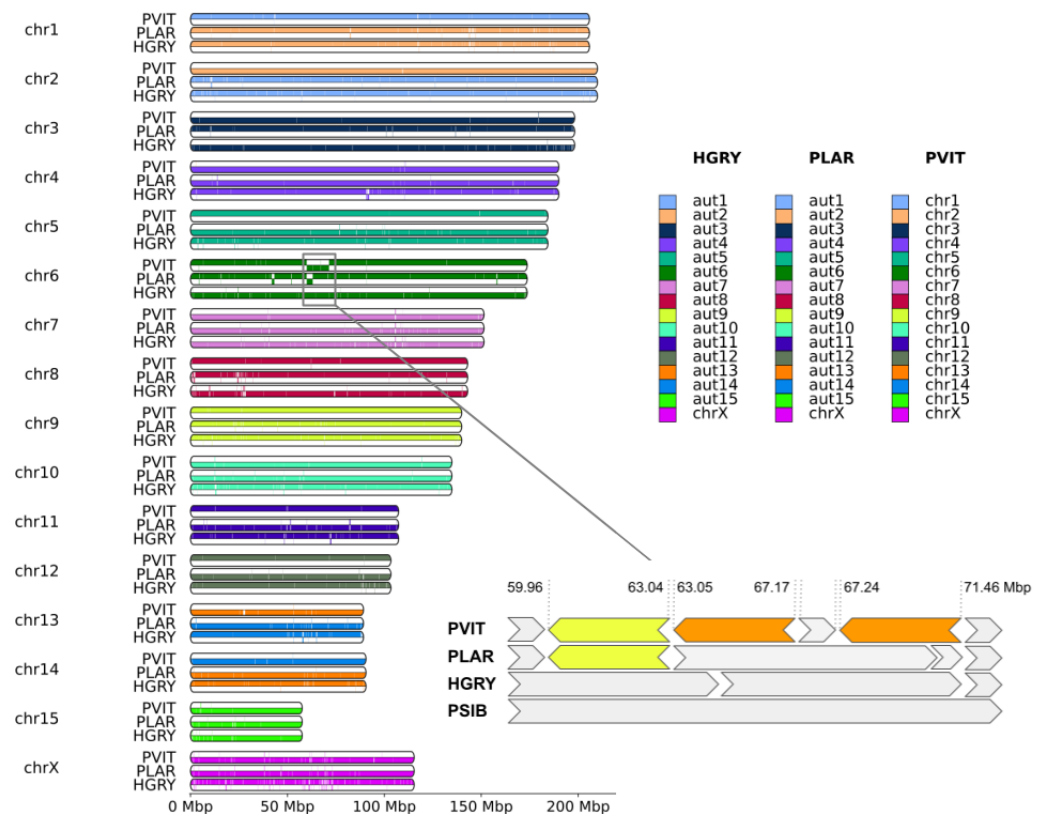 chr1
PVIT
PLAR
HGRY
chr2
PVIT
PLAR
HGRY
chr3
PVIT
PLAR
HGRY
chr4
PVIT
PLAR
HGRY
chr5
PVIT
PLAR
HGRY
chr6
PVIT
PLAR
HGRY
chr7
PVIT
PLAR
HGRY
chr8
PVIT
PLAR
HGRY
chr9
PVIT
PLAR
HGRY
chr10
PVIT
PLAR
HGRY
chr11
PVIT
PLAR
HGRY
chr12
PVIT
PLAR
HGRY
chr13
PVIT
PLAR
HGRY
chr14
PVIT
PLAR
HGRY
chr15
PVIT
PLAR
HGRY
chrX
PVIT
PLAR
HGRY
0 Mbp 50 Mbp 100 Mbp 150 Mbp 200 Mbp
HGRY PLAR PVIT
aut1 aut1 chr1
aut2 aut2 chr2
aut3 aut3 chr3
aut4 aut4 chr4
aut5 aut5 chr5
aut6 aut6 chr6
aut7 aut7 chr7
aut8 aut8 chr8
aut9 aut9 chr9
aut10 aut10 chr10
aut11 aut11 chr11
aut12 aut12 chr12
aut13 aut13 chr13
aut14 aut14 chr14
aut15 aut15 chr15
chrX chrX chrX
59.96 63.04 63.05 67.17 67.24 71.46 Mbp
PVIT
PLAR
HGRY
PSIB